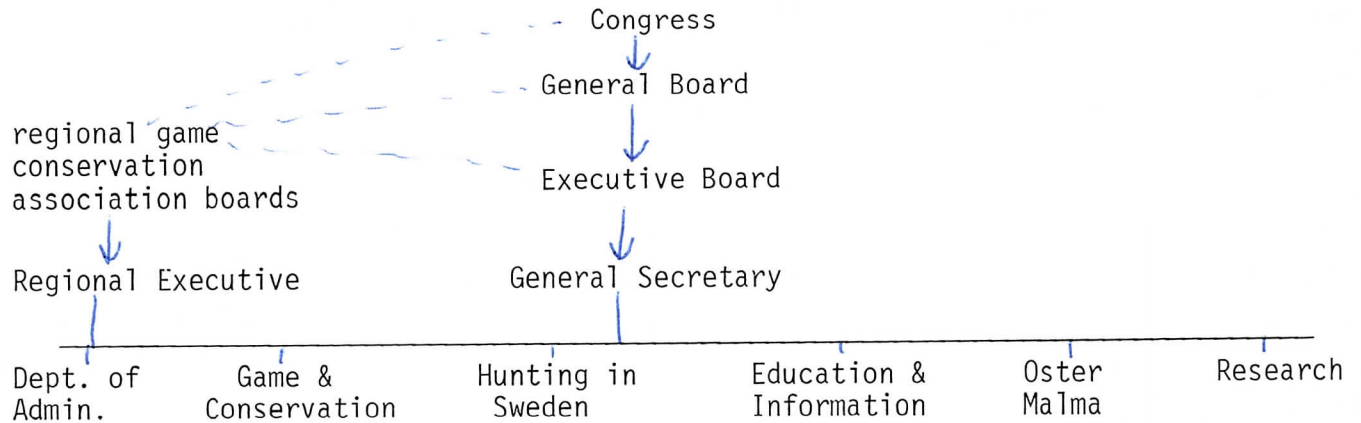 Congress
General Board
regional game
conservation
association boards
Executive Board
Regional Executive
General Secretary
Dept. of
Admin.
Game &
Conservation
Hunting in
Sweden
Education &
Information
Oster
Malma
Research